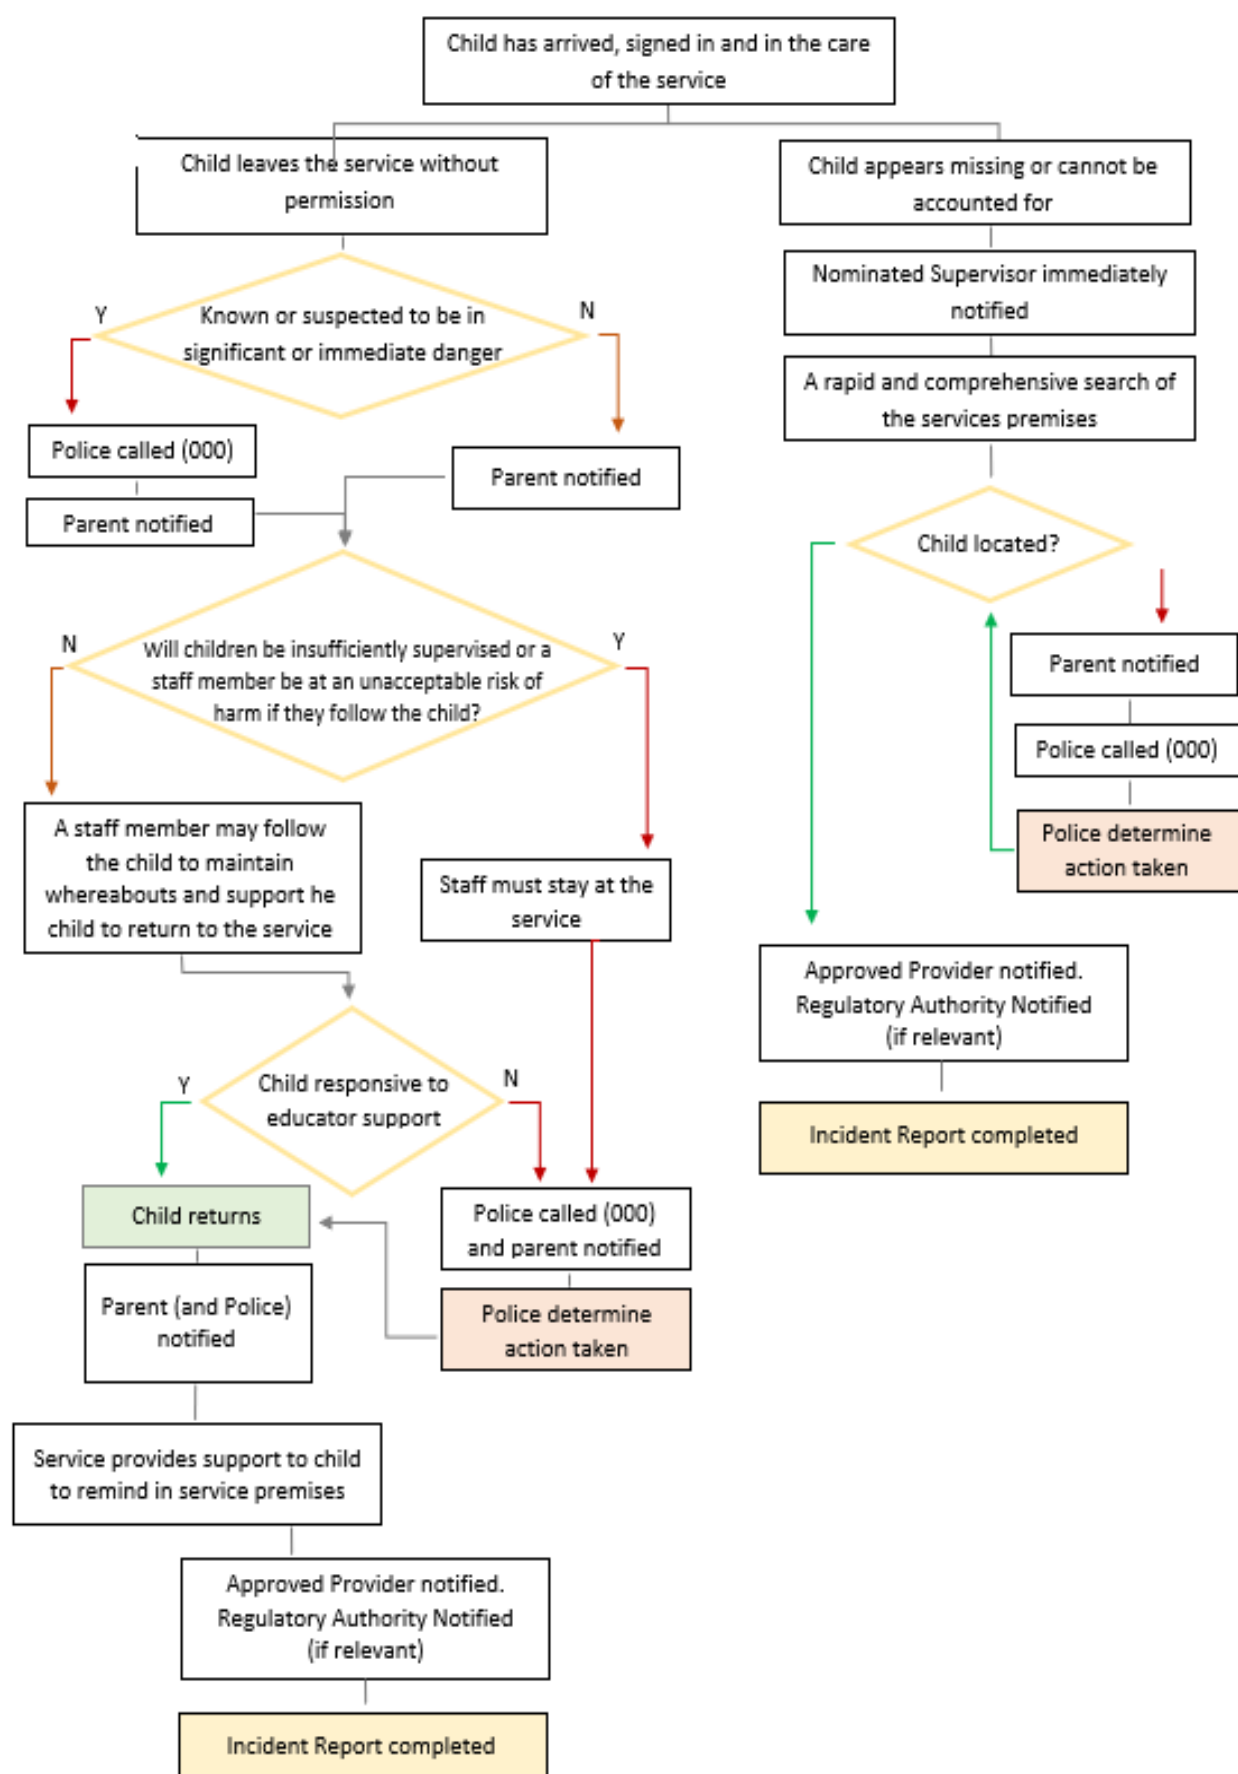 Child has arrived, signed in and in the care
of the service
Child leaves the service without
permission
Known or suspected to be in
significant or immediate danger
Y
N
Police called (000)
Parent notified
Parent notified
Will children be insufficiently supervised or a
staff member be at an unacceptable risk of
harm if they follow the child?
N
Y
A staff member may follow
the child to maintain
whereabouts and support he
child to return to the service
Staff must stay at the
service
Child responsive to
educator support
Y
N
Child returns
Police called (000)
and parent notified
Police determine
action taken
Parent (and Police)
notified
Service provides support to child
to remind in service premises
Approved Provider notified.
Regulatory Authority Notified
(if relevant)
Incident Report completed
Child appears missing or cannot be
accounted for
Nominated Supervisor immediately
notified
A rapid and comprehensive search of
the services premises
Child located?
Parent notified
Police called (000)
Police determine
action taken
Approved Provider notified.
Regulatory Authority Notified
(if relevant)
Incident Report completed